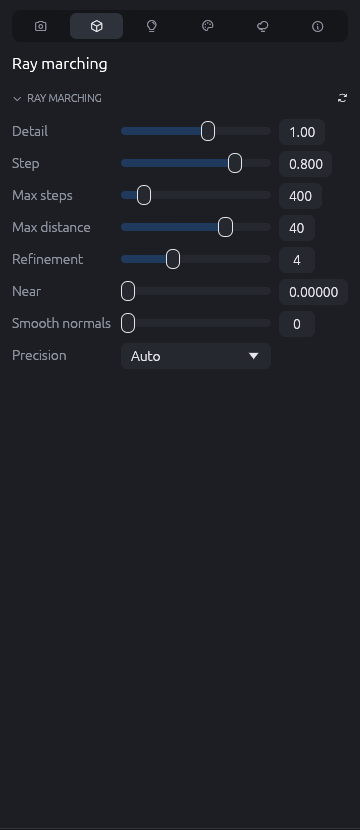 Ray marching
RAY MARCHING
Detail 1.00
Step 0.800
Max steps 400
Max distance 40
Refinement 4
Near 0.00000
Smooth normals 0
Precision Auto